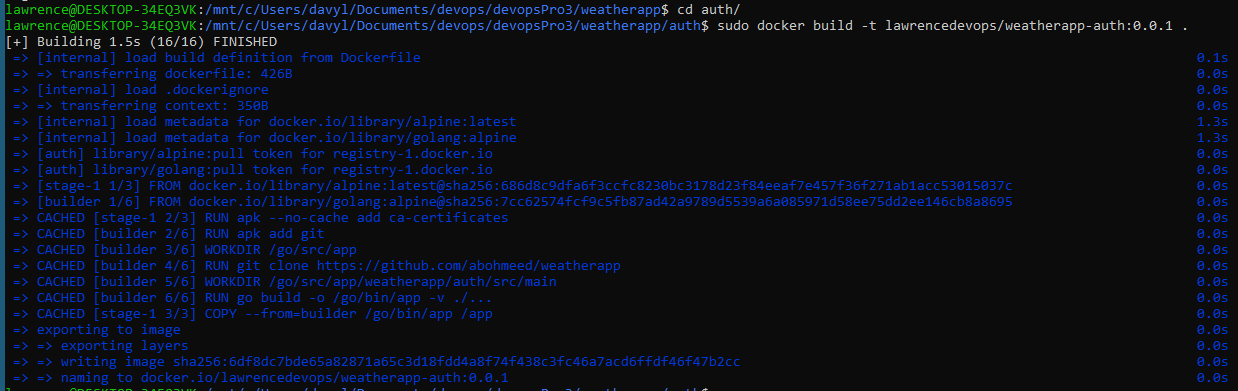 lawrence@DESKTOP-34EQ3VK:/mnt/c/Users/davyl/Documents/devops/devopsPro3/weatherapp$ cd auth/
lawrence@DESKTOP-34EQ3VK:/mnt/c/Users/davyl/Documents/devops/devopsPro3/weatherapp/auth$ sudo docker build -t lawrencedevops/weatherapp-auth:0.0.1 .
[+] Building 1.5s (16/16) FINISHED
=> [internal] load build definition from Dockerfile 0.1s
=> => transferring dockerfile: 426B 0.0s
=> [internal] load .dockerignore 0.0s
=> => transferring context: 350B 0.0s
=> [internal] load metadata for docker.io/library/alpine:latest 1.3s
=> [internal] load metadata for docker.io/library/golang:alpine 1.3s
=> [auth] library/alpine:pull token for registry-1.docker.io 0.0s
=> [auth] library/golang:pull token for registry-1.docker.io 0.0s
=> [stage-1 1/3] FROM docker.io/library/alpine:latest@sha256:686d8c9dfa6f3ccfc8230bc3178d23f84eeaf7e457f36f271ab1acc53015037c 0.0s
=> [builder 1/6] FROM docker.io/library/golang:alpine@sha256:7cc62574fcf9c5fb87ad42a9789d5539a6a085971d58ee75dd2ee146cb8a8695 0.0s
=> CACHED [stage-1 2/3] RUN apk --no-cache add ca-certificates 0.0s
=> CACHED [builder 2/6] RUN apk add git 0.0s
=> CACHED [builder 3/6] WORKDIR /go/src/app 0.0s
=> CACHED [builder 4/6] RUN git clone https://github.com/abohmeed/weatherapp 0.0s
=> CACHED [builder 5/6] WORKDIR /go/src/app/weatherapp/auth/src/main 0.0s
=> CACHED [builder 6/6] RUN go build -o /go/bin/app -v ./... 0.0s
=> CACHED [stage-1 3/3] COPY --from=builder /go/bin/app /app 0.0s
=> exporting to image 0.0s
=> => exporting layers 0.0s
=> => writing image sha256:6df8dc7bde65a82871a65c3d18fdd4a8f74f438c3fc46a7acd6ffdf46f47b2cc 0.0s
=> => naming to docker.io/lawrencedevops/weatherapp-auth:0.0.1 0.0s